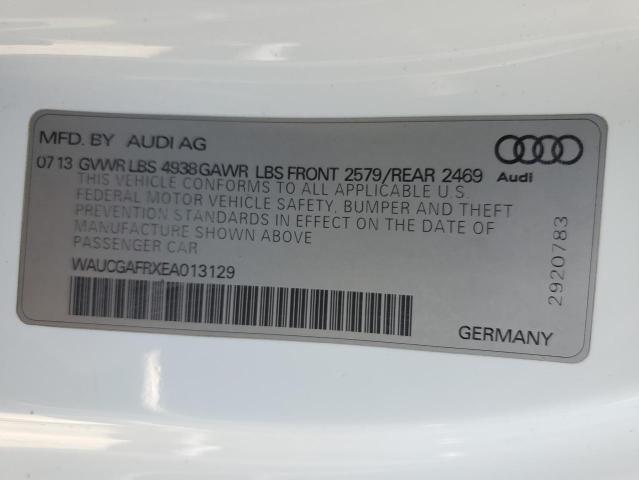 MFD. BY AUDI AG
07 13 GVWR LBS 4938 GAWR LBS FRONT 2579/REAR 2469
THIS VEHICLE CONFORMS TO ALL APPLICABLE U.S.
FEDERAL MOTOR VEHICLE SAFETY, BUMPER AND THEFT
PREVENTION STANDARDS IN EFFECT ON THE DATE OF
MANUFACTURE SHOWN ABOVE
PASSENGER CAR
WAUCGAFRXEA013129
Audi
2920783
GERMANY